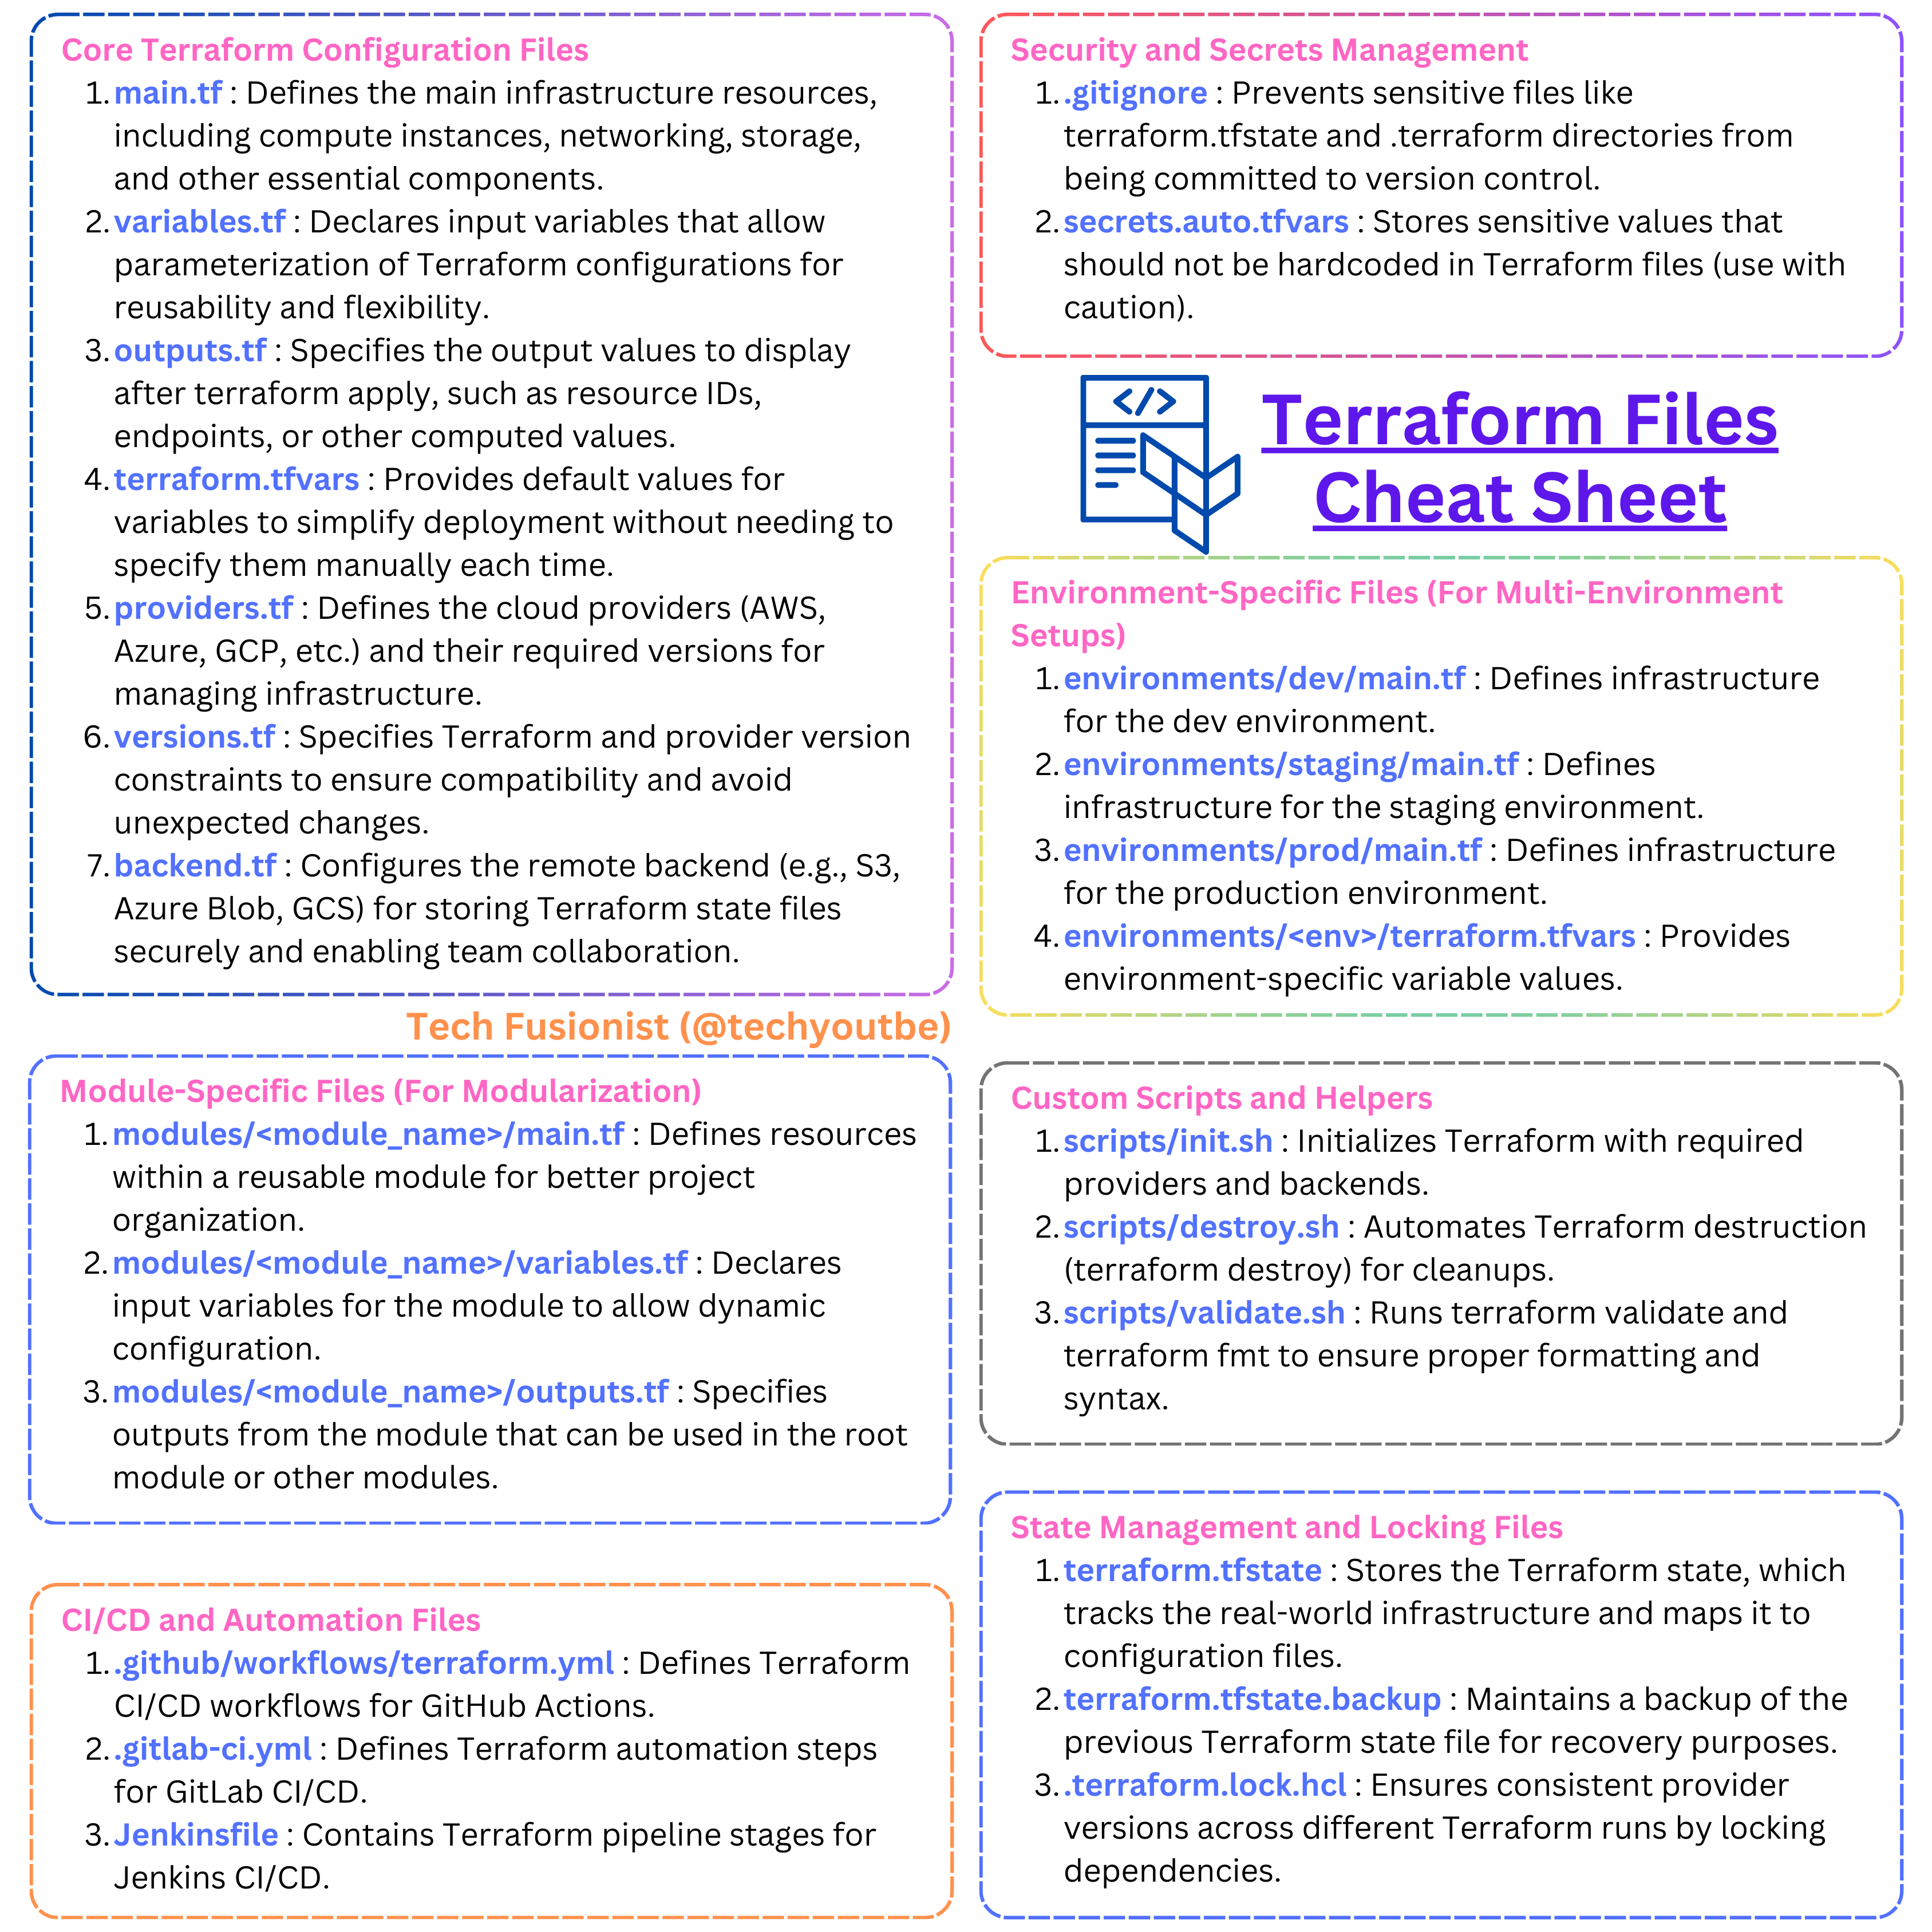 Core Terraform Configuration Files
1. main.tf : Defines the main infrastructure resources,
including compute instances, networking, storage,
and other essential components.
2. variables.tf : Declares input variables that allow
parameterization of Terraform configurations for
reusability and flexibility.
3. outputs.tf : Specifies the output values to display
after terraform apply, such as resource IDs,
endpoints, or other computed values.
4. terraform.tfvars : Provides default values for
variables to simplify deployment without needing to
specify them manually each time.
5. providers.tf : Defines the cloud providers (AWS,
Azure, GCP, etc.) and their required versions for
managing infrastructure.
6. versions.tf : Specifies Terraform and provider version
constraints to ensure compatibility and avoid
unexpected changes.
7. backend.tf : Configures the remote backend (e.g., S3,
Azure Blob, GCS) for storing Terraform state files
securely and enabling team collaboration.
Tech Fusionist (@techyoutbe)
Module-Specific Files (For Modularization)
1. modules/<module_name>/main.tf : Defines resources
within a reusable module for better project
organization.
2. modules/<module_name>/variables.tf : Declares
input variables for the module to allow dynamic
configuration.
3. modules/<module_name>/outputs.tf : Specifies
outputs from the module that can be used in the root
module or other modules.
CI/CD and Automation Files
1. .github/workflows/terraform.yml : Defines Terraform
CI/CD workflows for GitHub Actions.
2. .gitlab-ci.yml : Defines Terraform automation steps
for GitLab CI/CD.
3. Jenkinsfile : Contains Terraform pipeline stages for
Jenkins CI/CD.
Security and Secrets Management
1. .gitignore : Prevents sensitive files like
terraform.tfstate and .terraform directories from
being committed to version control.
2. secrets.auto.tfvars : Stores sensitive values that
should not be hardcoded in Terraform files (use with
caution).
</>
Terraform Files
Cheat Sheet
Environment-Specific Files (For Multi-Environment
Setups)
1. environments/dev/main.tf : Defines infrastructure
for the dev environment.
2. environments/staging/main.tf : Defines
infrastructure for the staging environment.
3. environments/prod/main.tf : Defines infrastructure
for the production environment.
4. environments/<env>/terraform.tfvars : Provides
environment-specific variable values.
Custom Scripts and Helpers
1. scripts/init.sh : Initializes Terraform with required
providers and backends.
2. scripts/destroy.sh : Automates Terraform destruction
(terraform destroy) for cleanups.
3. scripts/validate.sh : Runs terraform validate and
terraform fmt to ensure proper formatting and
syntax.
State Management and Locking Files
1. terraform.tfstate : Stores the Terraform state, which
tracks the real-world infrastructure and maps it to
configuration files.
2. terraform.tfstate.backup : Maintains a backup of the
previous Terraform state file for recovery purposes.
3. .terraform.lock.hcl : Ensures consistent provider
versions across different Terraform runs by locking
dependencies.